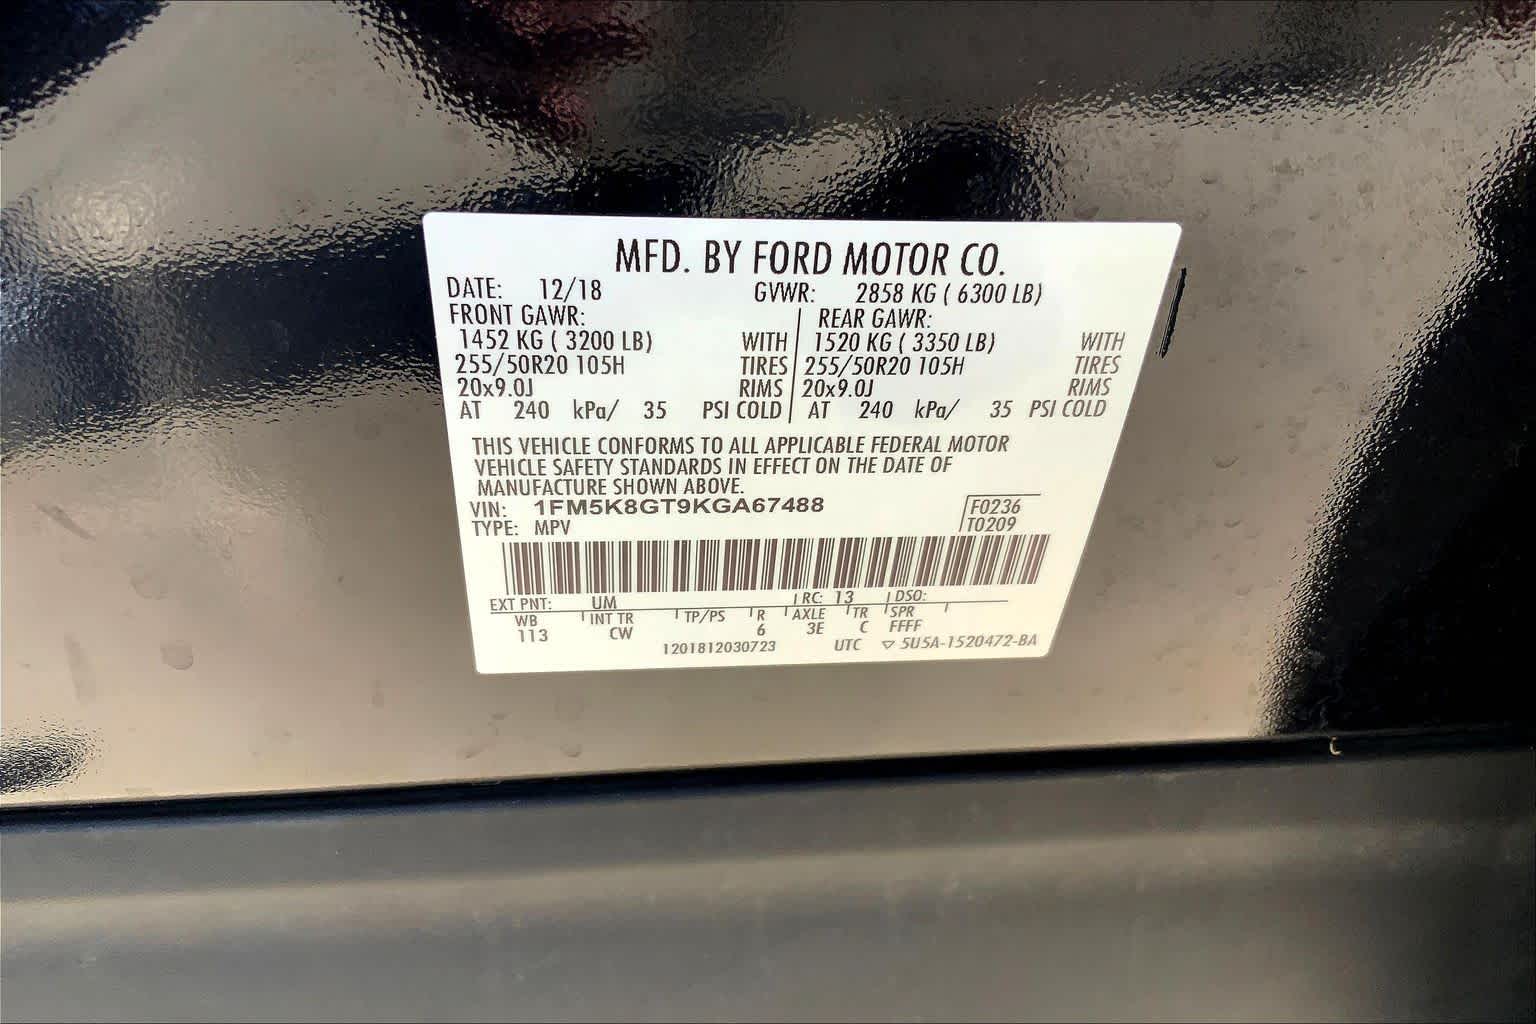 MFD. BY FORD MOTOR CO.
DATE: 12/18 GVWR: 2858 KG ( 6300 LB)
FRONT GAWR: REAR GAWR:
1452 KG ( 3200 LB) WITH 1520 KG ( 3350 LB) WITH
255/50R20 105H TIRES 255/50R20 105H TIRES
20x9.0J RIMS 20x9.0J RIMS
AT 240 kPa/ 35 PSI COLD AT 240 kPa/ 35 PSI COLD
THIS VEHICLE CONFORMS TO ALL APPLICABLE FEDERAL MOTOR
VEHICLE SAFETY STANDARDS IN EFFECT ON THE DATE OF
MANUFACTURE SHOWN ABOVE.
VIN: 1FM5K8GT9KGA67488 F0236
TYPE: MPV T0209
EXT PNT: UM RC: 13 DSO:
WB INT TR TP/PS R AXLE TR SPR
113 CW 6 3E C FFFF
1201812030723 UTC ▽ 5U5A-1520472-BA